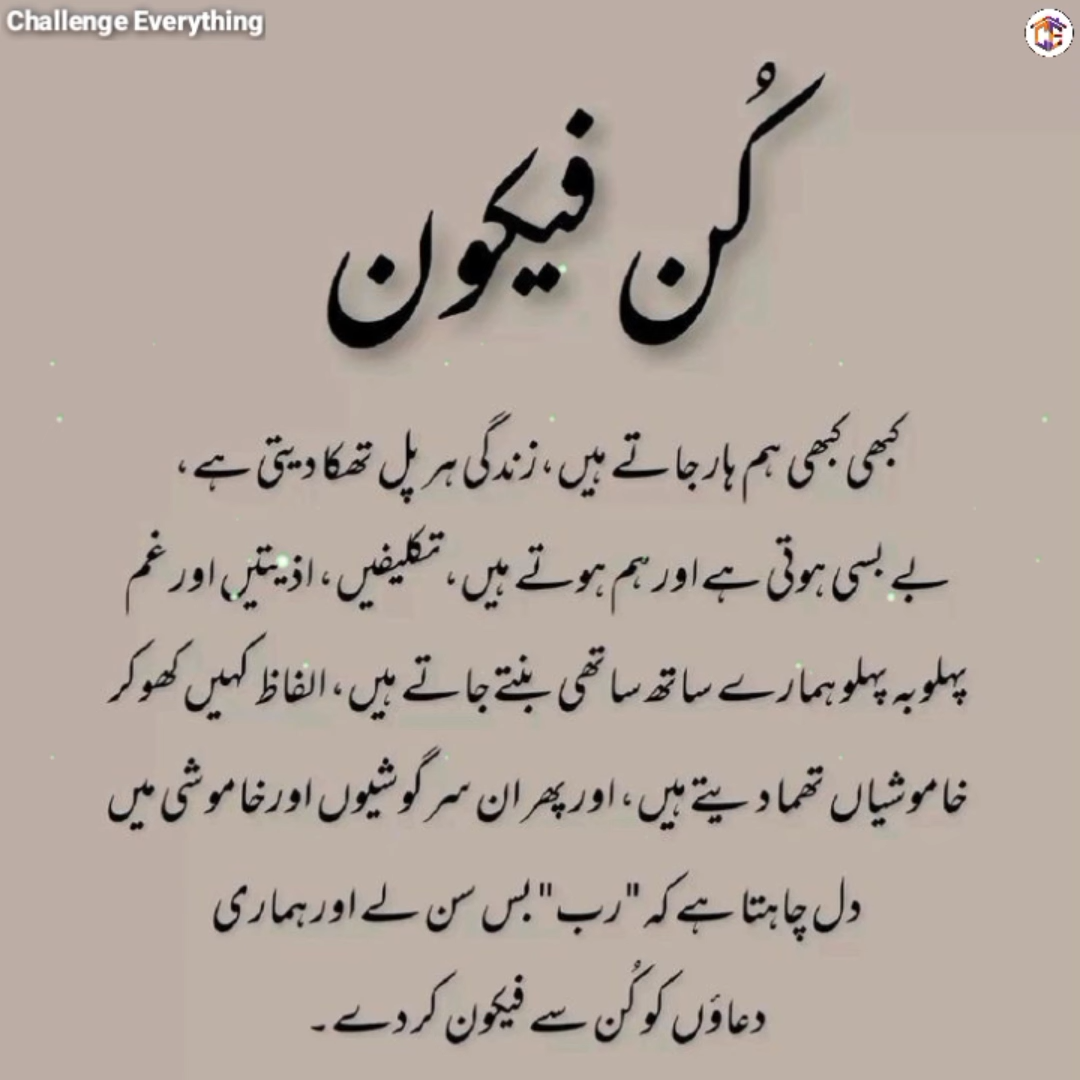 Challenge Everything
کُن فیکون
کبھی کبھی ہم ہار جاتے ہیں، زندگی ہر پل تھکا دیتی ہے،
بے بسی ہوتی ہے اور ہم ہوتے ہیں، تکلیفیں، اذیتیں اور غم
پہلو بہ پہلو ہمارے ساتھ ساتھی بنتے جاتے ہیں، الفاظ کہیں کھو کر
خاموشیاں تھما دیتے ہیں، اور پھر ان سرگوشیوں اور خاموشی میں
دل چاہتا ہے کہ "رب" بس سن لے اور ہماری
دعاؤں کو کُن سے فیکون کر دے ۔